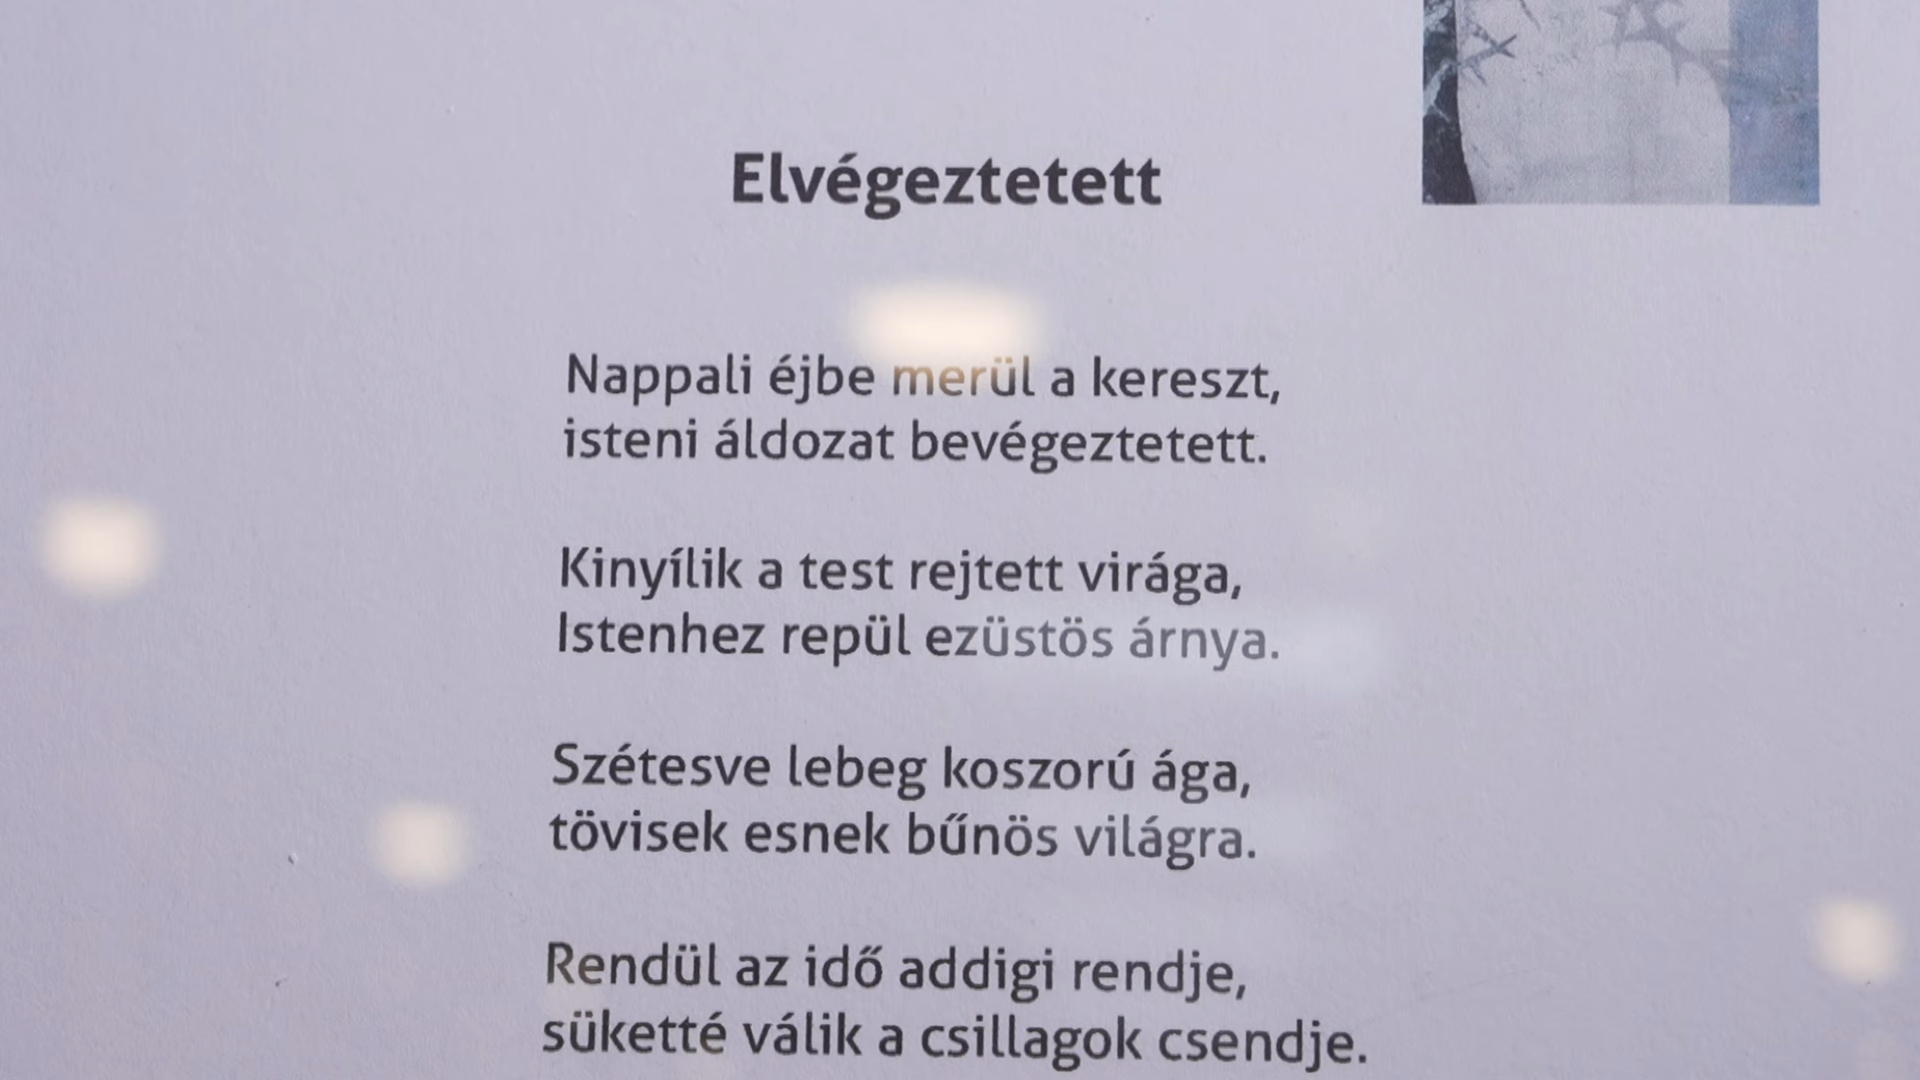 Elvégeztetett
Nappali éjbe merül a kereszt,
isteni áldozat bevégeztetett.
Kinyílik a test rejtett virága,
Istenhez repül ezüstös árnya.
Szétesve lebeg koszorú ága,
tövisek esnek bűnös világra.
Rendül az idő addigi rendje,
süketté válik a csillagok csendje.